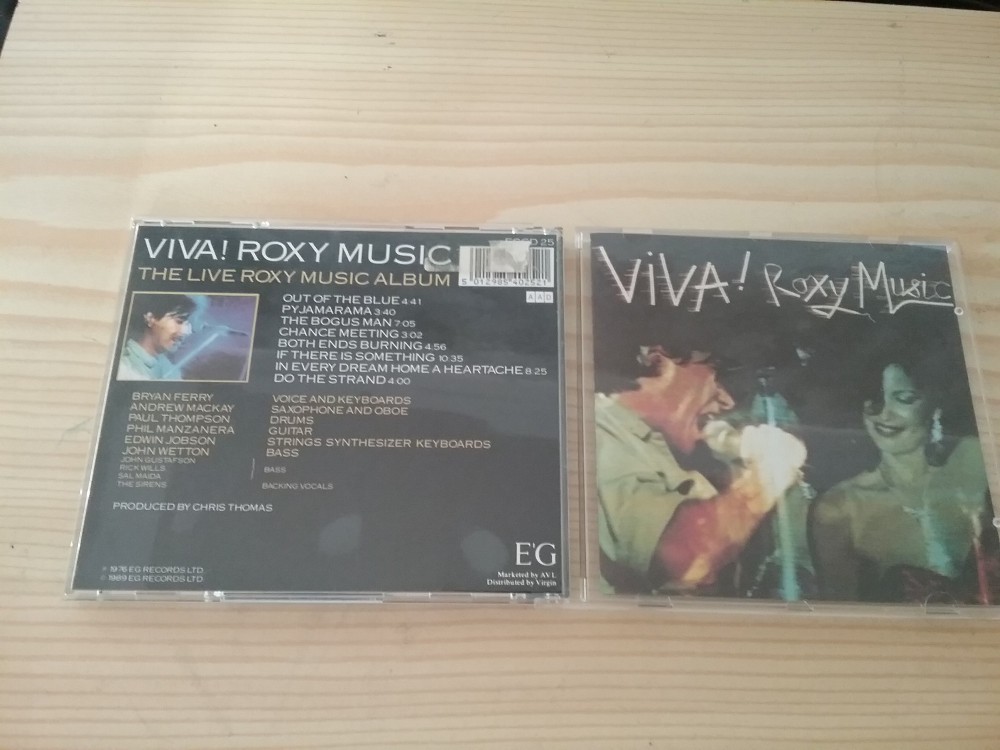 VIVA! ROXY MUSIC
THE LIVE ROXY MUSIC ALBUM
25
5 012985 402521
AAD
OUT OF THE BLUE 4·41
PYJAMARAMA 3·40
THE BOGUS MAN 7·05
CHANCE MEETING 3·02
BOTH ENDS BURNING 4·56
IF THERE IS SOMETHING 10·35
IN EVERY DREAM HOME A HEARTACHE 8·25
DO THE STRAND 4·00
BRYAN FERRY VOICE AND KEYBOARDS
ANDREW MACKAY SAXOPHONE AND OBOE
PAUL THOMPSON DRUMS
PHIL MANZANERA GUITAR
EDWIN JOBSON STRINGS SYNTHESIZER KEYBOARDS
JOHN WETTON BASS
JOHN GUSTAFSON
RICK WILLS BASS
SAL MAIDA
THE SIRENS BACKING VOCALS
PRODUCED BY CHRIS THOMAS
℗ 1976 EG RECORDS LTD.
© 1989 EG RECORDS LTD.
E'G
Marketed by AVL
Distributed by Virgin
ViVA! Roxy Music